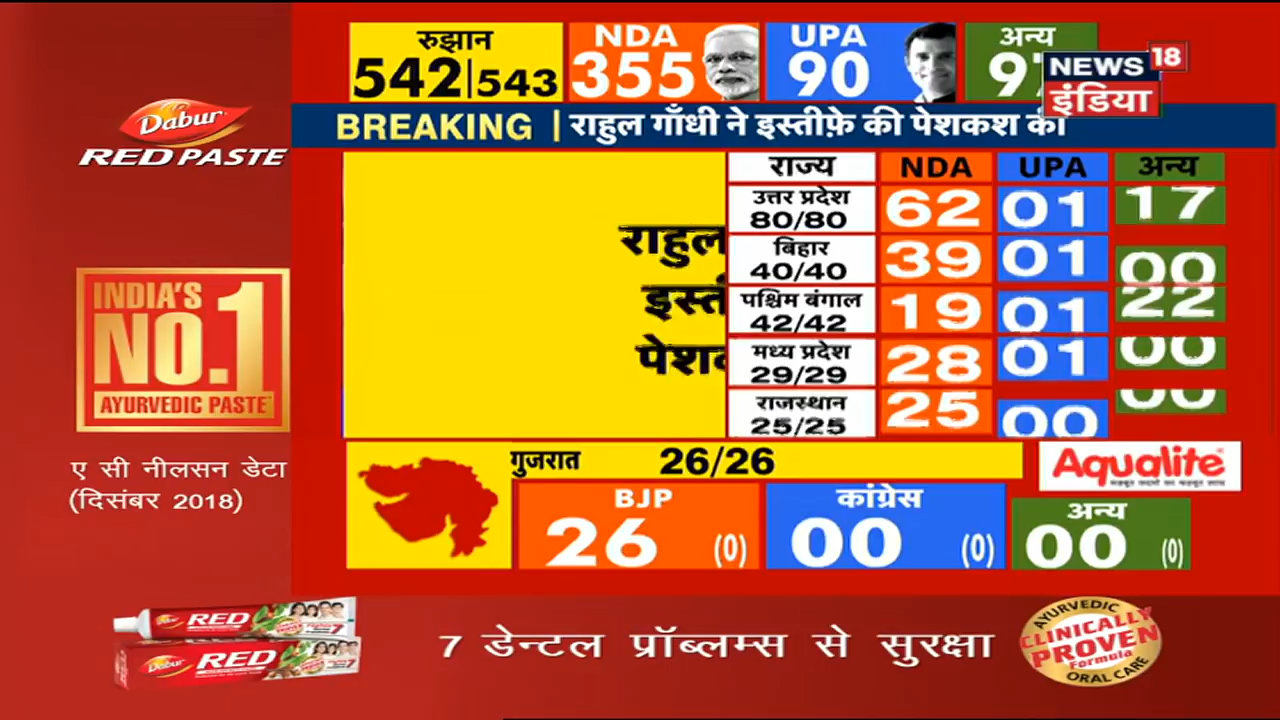 रुझान
542|543
NDA
355
UPA
90
अन्य
NEWS 18
इंडिया
Dabur
RED PASTE
BREAKING | राहुल गाँधी ने इस्तीफ़े की पेशकश की
राहुल
इस्ती
राज्य NDA UPA अन्य
उत्तर प्रदेश
80/80
62 01 17
बिहार
40/40
39 01 00
पश्चिम बंगाल
42/42
19 01 22
मध्य प्रदेश
29/29
28 01 00
राजस्थान
25/25
25 00 00
INDIA'S
NO.1
AYURVEDIC PASTE
ए सी नीलसन डेटा
(दिसंबर 2018)
गुजरात 26/26
Aqualite
BJP
26 (0)
कांग्रेस
00 (0)
अन्य
00 (0)
Dabur RED
Dabur RED
7 डेन्टल प्रॉब्लम्स से सुरक्षा
AYURVEDIC
CLINICALLY
PROVEN
Formula
ORAL CARE